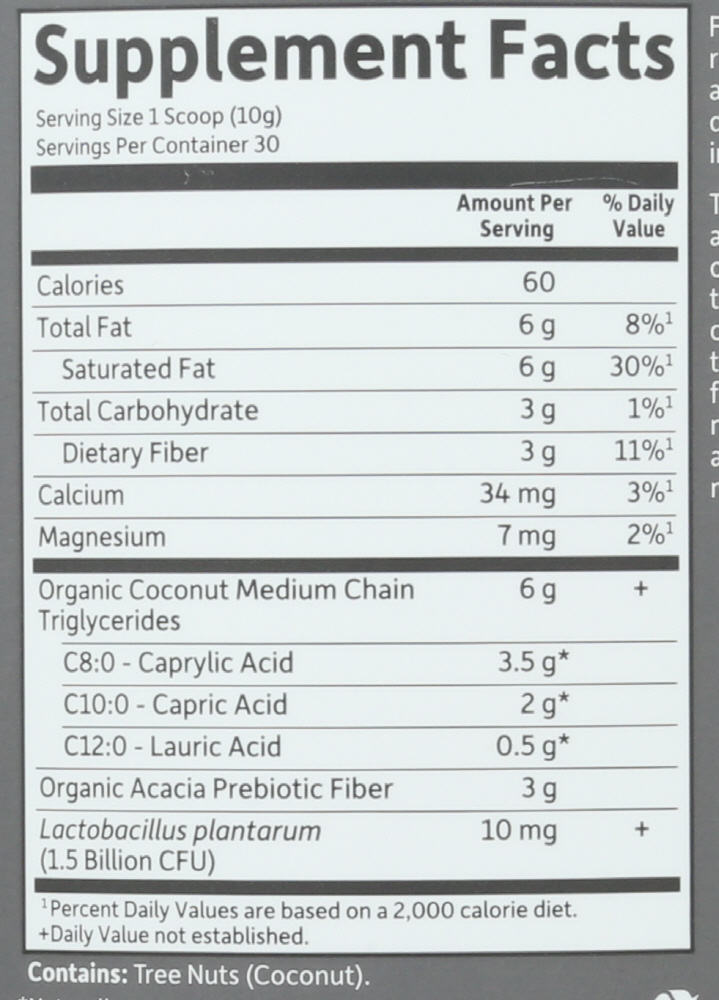 Supplement Facts
Serving Size 1 Scoop (10g)
Servings Per Container 30
Amount Per Serving % Daily Value
Calories 60
Total Fat 6 g 8%¹
Saturated Fat 6 g 30%¹
Total Carbohydrate 3 g 1%¹
Dietary Fiber 3 g 11%¹
Calcium 34 mg 3%¹
Magnesium 7 mg 2%¹
Organic Coconut Medium Chain 6 g +
Triglycerides
C8:0 - Caprylic Acid 3.5 g*
C10:0 - Capric Acid 2 g*
C12:0 - Lauric Acid 0.5 g*
Organic Acacia Prebiotic Fiber 3 g
Lactobacillus plantarum 10 mg +
(1.5 Billion CFU)
¹Percent Daily Values are based on a 2,000 calorie diet.
+Daily Value not established.
Contains: Tree Nuts (Coconut).